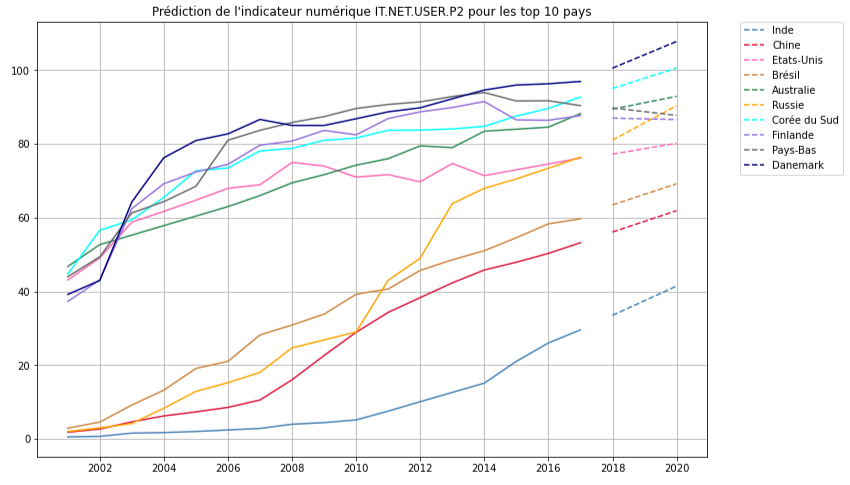 Prédiction de l'indicateur numérique IT.NET.USER.P2 pour les top 10 pays
Inde
Chine
Etats-Unis
Brésil
Australie
Russie
Corée du Sud
Finlande
Pays-Bas
Danemark
100
80
60
40
20
0
2002 2004 2006 2008 2010 2012 2014 2016 2018 2020